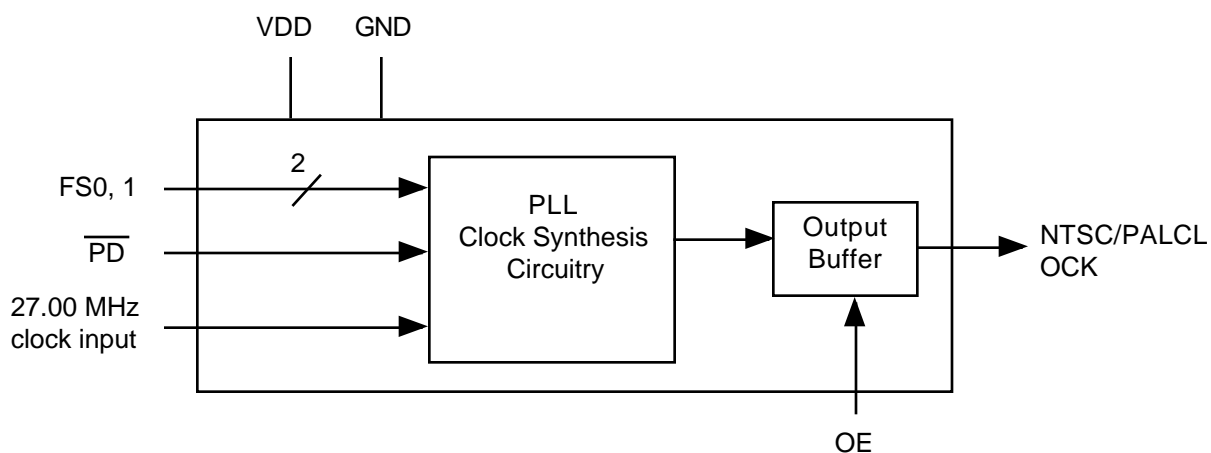 VDD GND
2
FS0, 1
PD
27.00 MHz
clock input
PLL
Clock Synthesis
Circuitry
Output
Buffer
NTSC/PALCL
OCK
OE